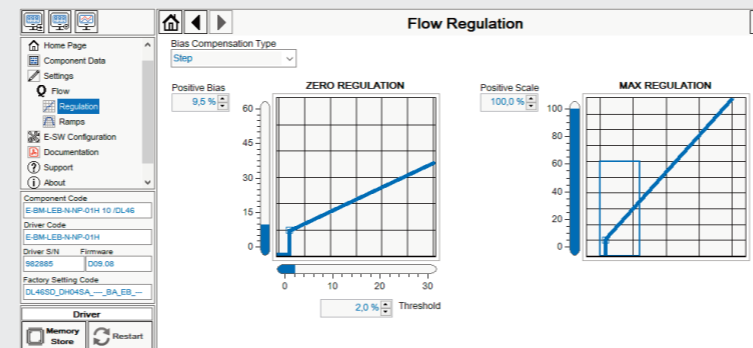 Flow Regulation
Home Page
Component Data
Settings
Q Flow
Regulation
Ramps
E-SW Configuration
Documentation
Support
About
Component Code
E-BM-LEB-N-NP-01H 10 /DL46
Driver Code
E-BM-LEB-N-NP-01H
Driver S/N Firmware
982885 D09.08
Factory Setting Code
DL46SD_DH04SA_---_BA_EB_---
Driver
Memory Store
Restart
Bias Compensation Type
Step
Positive Bias
9,5 %
ZERO REGULATION
60
45
30
15
0
0 10 20 30
2,0 % Threshold
Positive Scale
100,0 %
MAX REGULATION
100
80
60
40
20
0